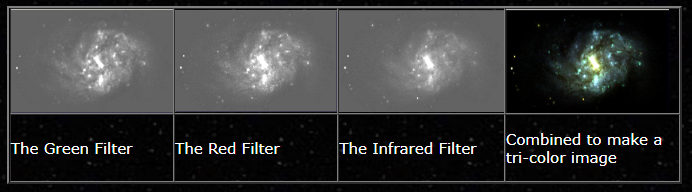 The Green Filter
The Red Filter
The Infrared Filter
Combined to make a
tri-color image